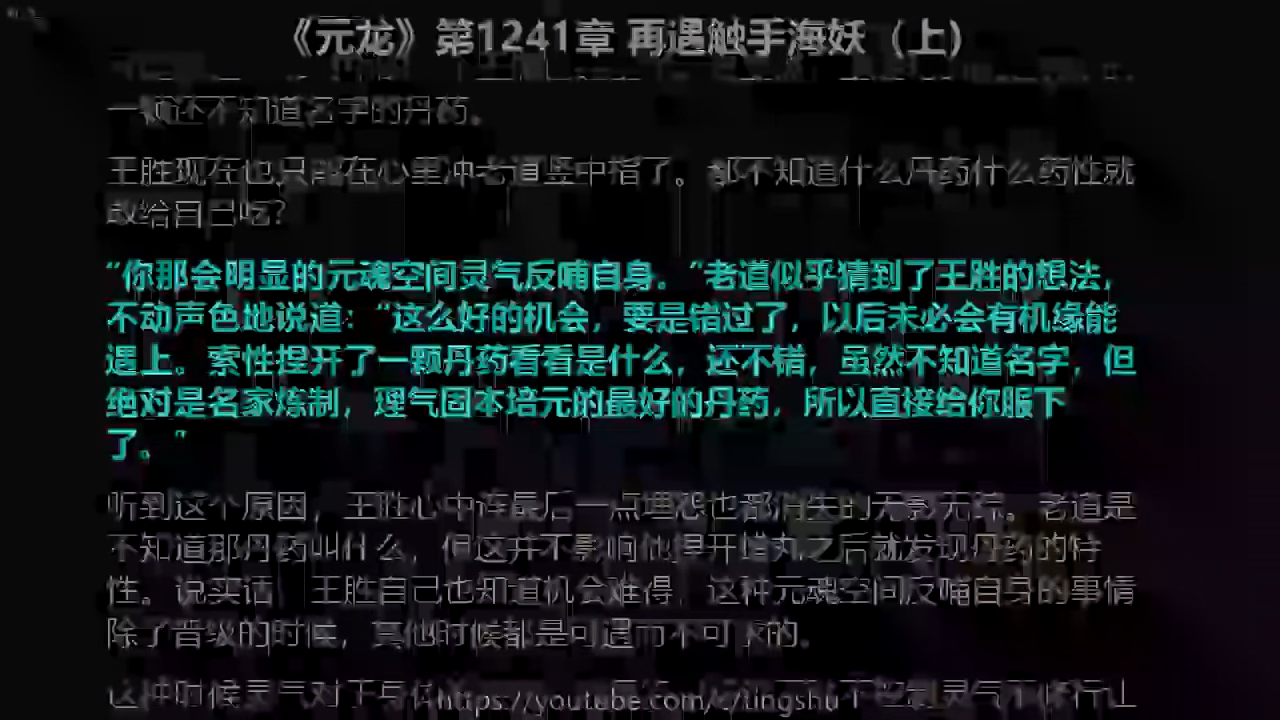 《元龙》第1241章 再遇触手海妖（上）
一颗还不知道名字的丹药。
王胜现在也只能在心里冲老道竖中指了。都不知道什么丹药什么药性就
敢给自己吃？
“你那会明显的元魂空间灵气反哺自身。”老道似乎猜到了王胜的想法，
不动声色地说道：“这么好的机会，要是错过了，以后未必会有机缘能
遇上。索性捏开了一颗丹药看看是什么，还不错，虽然不知道名字，但
绝对是名家炼制，理气固本培元的最好的丹药，所以直接给你服下
了。”
听到这个原因，王胜心中连最后一点埋怨也都消失的无影无踪。老道是
不知道那丹药叫什么，但这并不影响他捏开蜡丸之后就发现丹药的特
性。说实话，王胜自己也知道机会难得，这种元魂空间反哺自身的事情
除了晋级的时候，其他时候都是可遇而不可求的。
这种时候灵气对于身体
https://youtube.com/c/tingshu